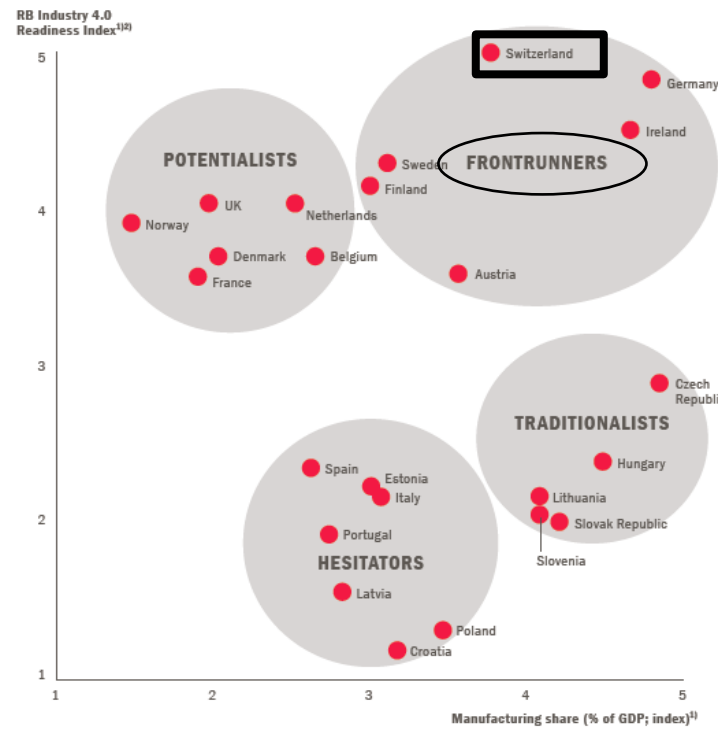 RB Industry 4.0
Readiness Index¹⁾²⁾
5
Switzerland
Germany
Ireland
POTENTIALISTS
Sweden
FRONTRUNNERS
Finland
4
UK
Netherlands
Norway
Denmark
Belgium
France
Austria
3
Czech
Republi
TRADITIONALISTS
Spain
Hungary
Estonia
Italy
Lithuania
2
Slovak Republic
Portugal
HESITATORS
Slovenia
Latvia
Poland
Croatia
1
1 2 3 4 5
Manufacturing share (% of GDP; index)¹⁾